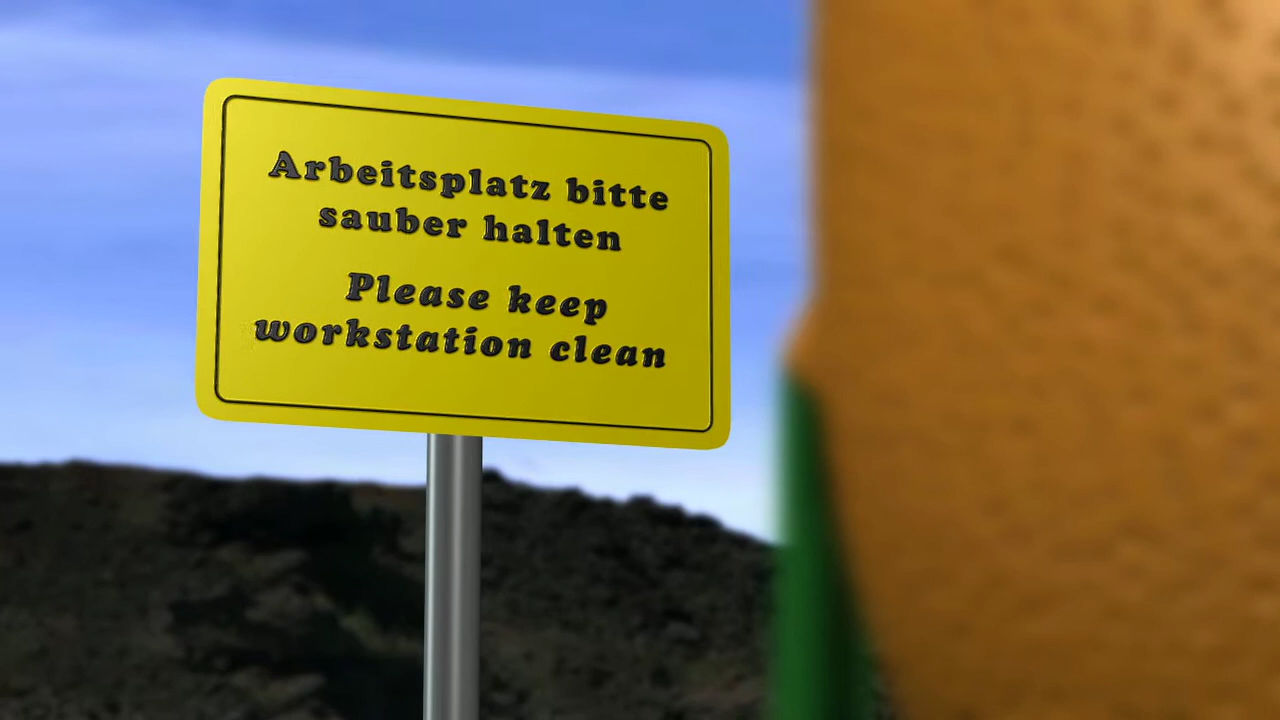 Arbeitsplatz bitte
sauber halten
Please keep
workstation clean